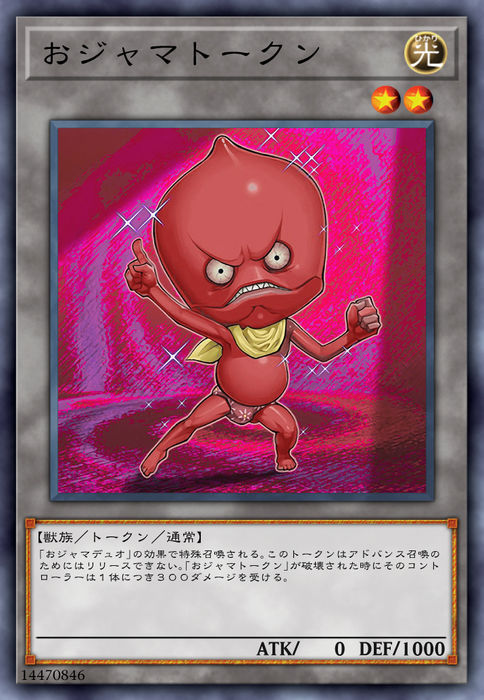 おジャマトークン
ひかり
光
【獣族／トークン／通常】
「おジャマデュオ」の効果で特殊召喚される。このトークンはアドバンス召喚の
ためにはリリースできない。「おジャマトークン」が破壊された時にそのコント
ローラーは１体につき３００ダメージを受ける。
ATK/ 0 DEF/1000
14470846